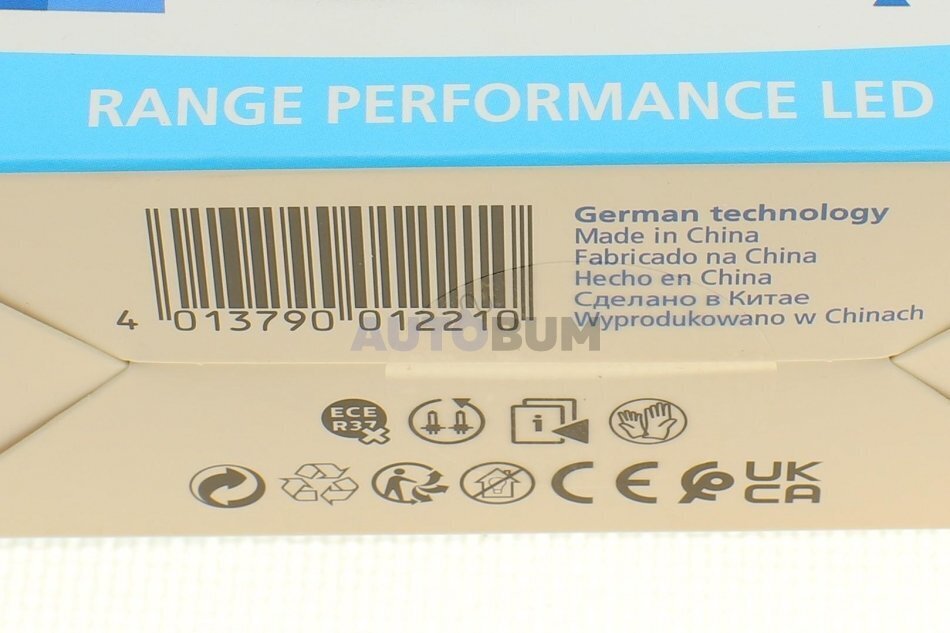 RANGE PERFORMANCE LED
German technology
Made in China
Fabricado na China
Hecho en China
Сделано в Китае
Wyprodukowano w Chinach
4 013790 012210
AUTOBUM
ECE
R37
i
CE
UK
CA